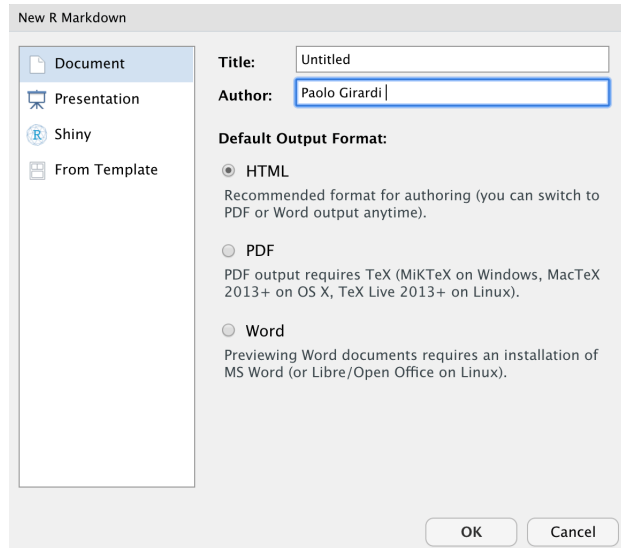 New R Markdown
Document
Presentation
R Shiny
From Template
Title: Untitled
Author: Paolo Girardi
Default Output Format:
HTML
Recommended format for authoring (you can switch to
PDF or Word output anytime).
PDF
PDF output requires TeX (MiKTeX on Windows, MacTeX
2013+ on OS X, TeX Live 2013+ on Linux).
Word
Previewing Word documents requires an installation of
MS Word (or Libre/Open Office on Linux).
OK Cancel